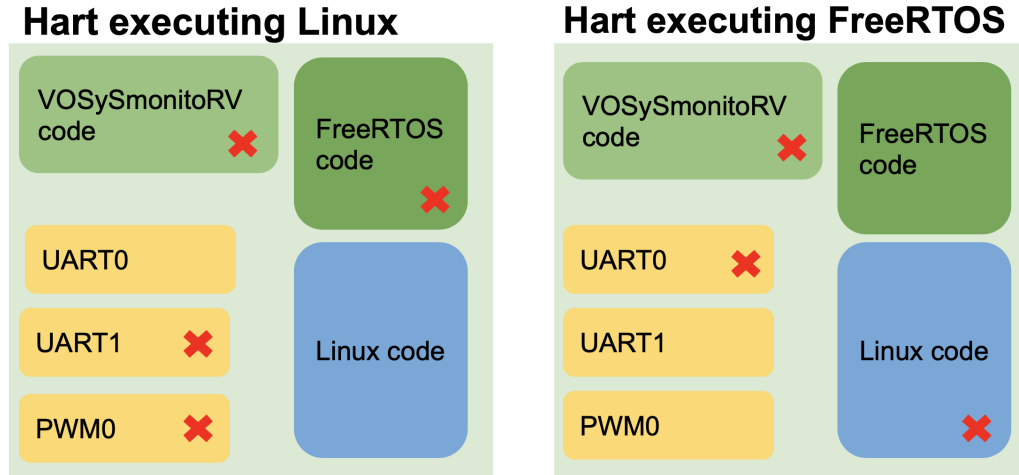 Hart executing Linux
VOSySmonitoRV
code
FreeRTOS
code
UART0
UART1
PWM0
Linux code
Hart executing FreeRTOS
VOSySmonitoRV
code
FreeRTOS
code
UART0
UART1
PWM0
Linux code